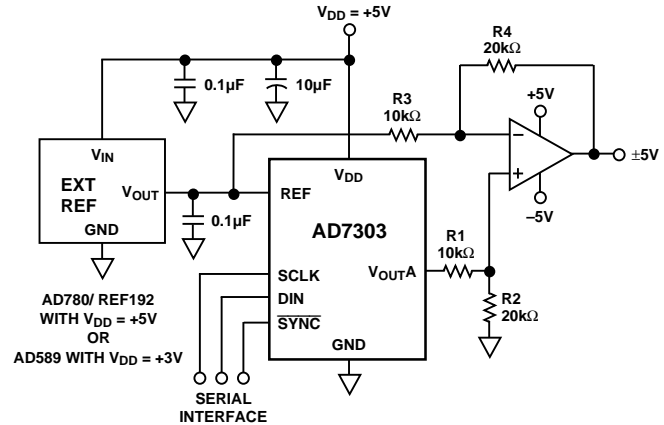 V_DD = +5V
R4
20kΩ
0.1µF
10µF
R3
10kΩ
+5V
−
+
±5V
–5V
V_IN
EXT
REF
V_OUT
GND
0.1µF
V_DD
REF
AD7303
SCLK
DIN
SYNC
V_OUTA
GND
R1
10kΩ
R2
20kΩ
AD780/ REF192
WITH V_DD = +5V
OR
AD589 WITH V_DD = +3V
SERIAL
INTERFACE